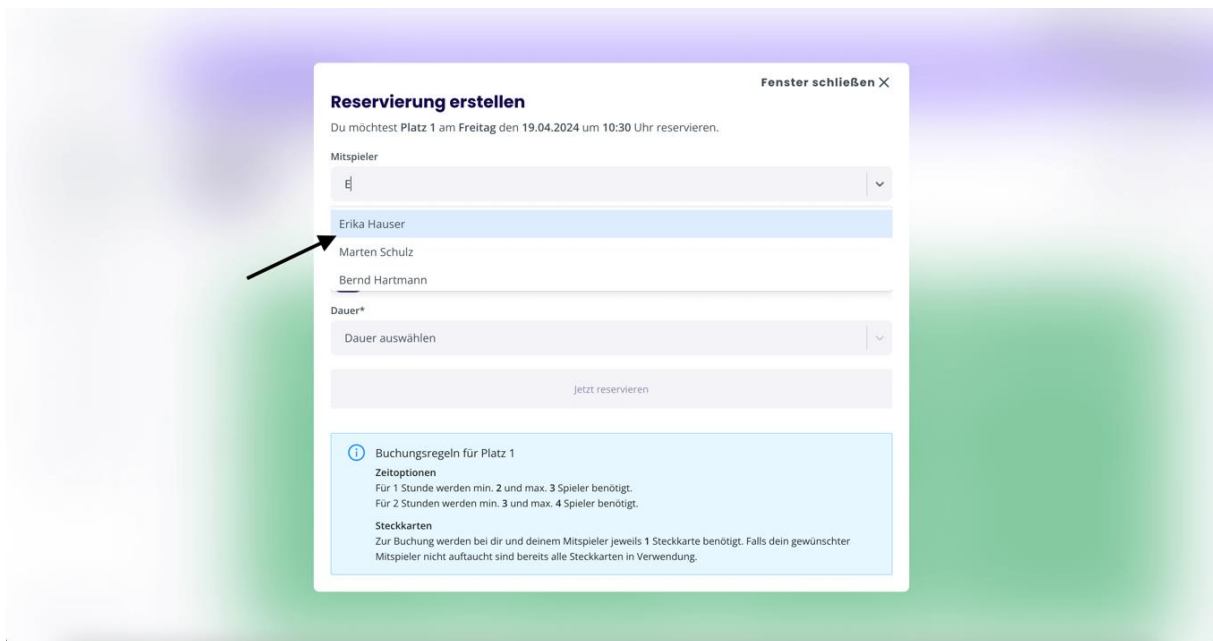 Fenster schließen
Reservierung erstellen
Du möchtest Platz 1 am Freitag den 19.04.2024 um 10:30 Uhr reservieren.
Mitspieler
E
Erika Hauser
Marten Schulz
Bernd Hartmann
Dauer*
Dauer auswählen
Jetzt reservieren
Buchungsregeln für Platz 1
Zeitoptionen
Für 1 Stunde werden min. 2 und max. 3 Spieler benötigt.
Für 2 Stunden werden min. 3 und max. 4 Spieler benötigt.
Steckkarten
Zur Buchung werden bei dir und deinem Mitspieler jeweils 1 Steckkarte benötigt. Falls dein gewünschter
Mitspieler nicht auftaucht sind bereits alle Steckkarten in Verwendung.